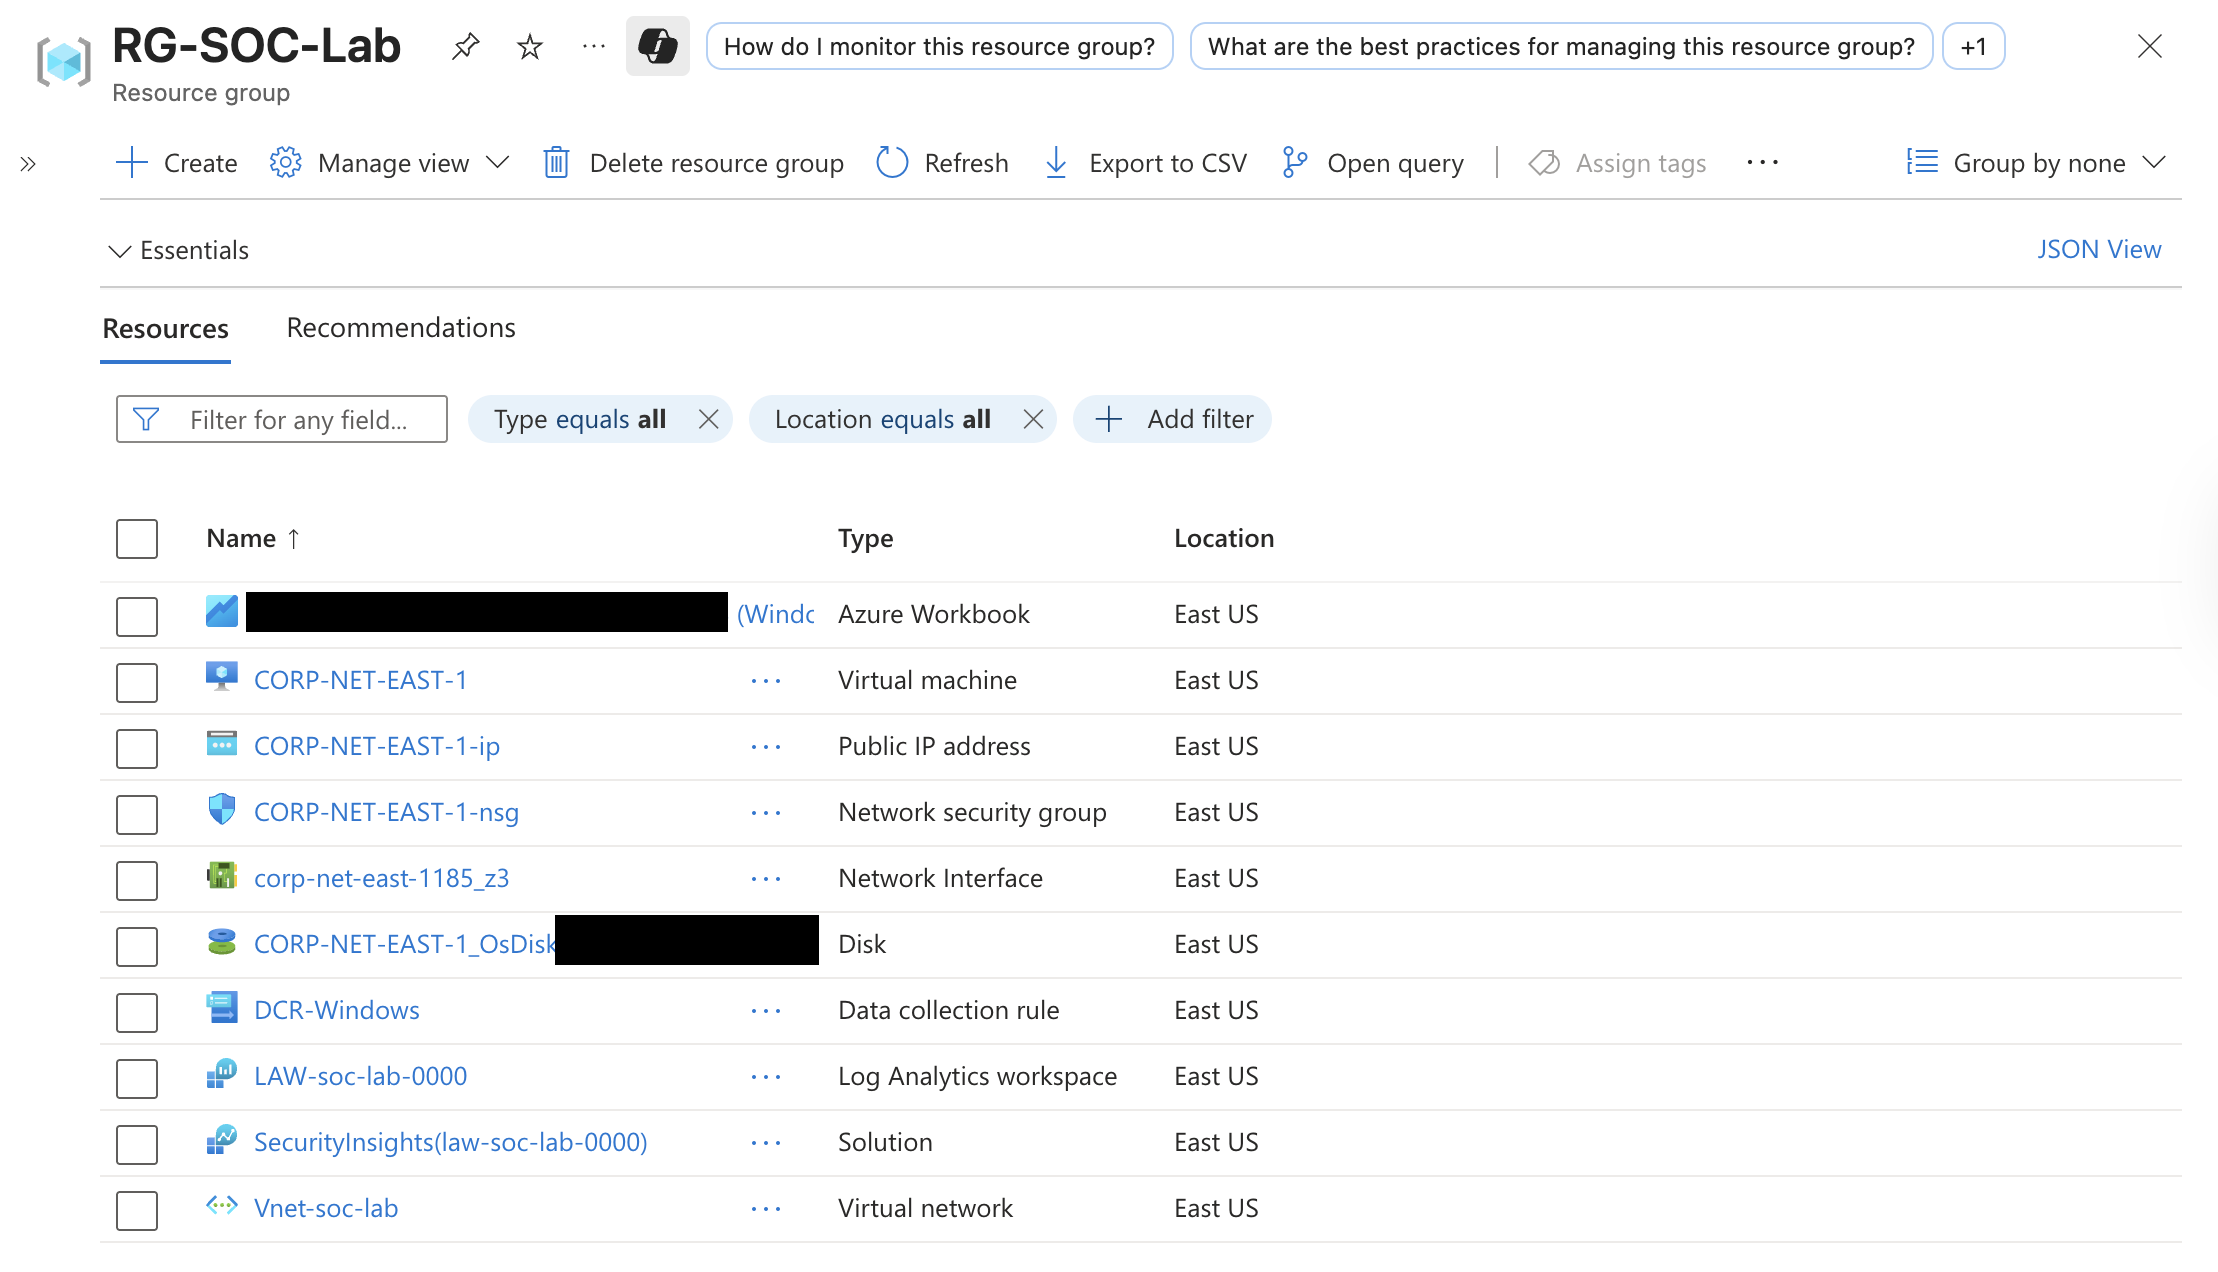 RG-SOC-Lab
How do I monitor this resource group?
What are the best practices for managing this resource group?
+1
Resource group
Create
Manage view
Delete resource group
Refresh
Export to CSV
Open query
Assign tags
Group by none
Essentials
JSON View
Resources
Recommendations
Filter for any field...
Type equals all
Location equals all
Add filter
Name ↑ Type Location
(Windo Azure Workbook East US
CORP-NET-EAST-1 Virtual machine East US
CORP-NET-EAST-1-ip Public IP address East US
CORP-NET-EAST-1-nsg Network security group East US
corp-net-east-1185_z3 Network Interface East US
CORP-NET-EAST-1_OsDisk Disk East US
DCR-Windows Data collection rule East US
LAW-soc-lab-0000 Log Analytics workspace East US
SecurityInsights(law-soc-lab-0000) Solution East US
Vnet-soc-lab Virtual network East US